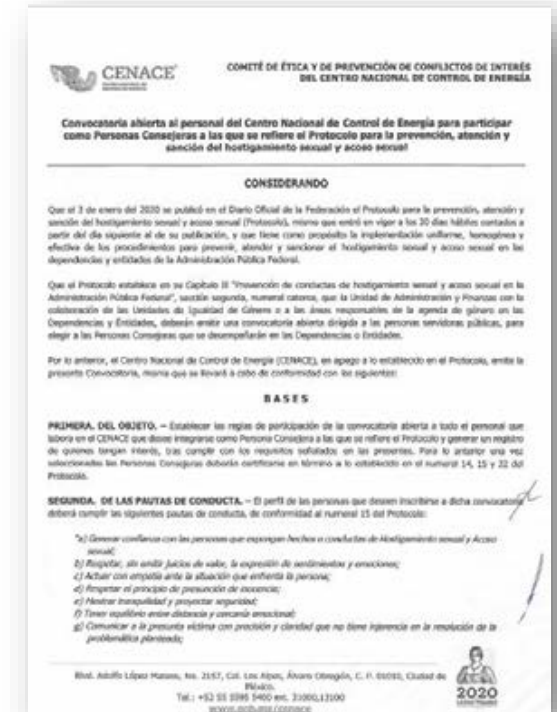 CENACE
COMITÉ DE ÉTICA Y DE PREVENCIÓN DE CONFLICTOS DE INTERÉS
DEL CENTRO NACIONAL DE CONTROL DE ENERGÍA
Convocatoria abierta al personal del Centro Nacional de Control de Energía para participar
como Personas Consejeras a las que se refiere el Protocolo para la prevención, atención y
sanción del hostigamiento sexual y acoso sexual
CONSIDERANDO
Que el 3 de enero del 2020 se publicó en el Diario Oficial de la Federación el Protocolo para la prevención, atención y
sanción del hostigamiento sexual y acoso sexual (Protocolo), mismo que entró en vigor a los 20 días hábiles contados a
partir del día siguiente al de su publicación, y que tiene como propósito la implementación uniforme, homogénea y
efectiva de los procedimientos para prevenir, atender y sancionar el hostigamiento sexual y acoso sexual en las
dependencias y entidades de la Administración Pública Federal.
Que el Protocolo establece en su Capítulo II "Prevención de conductas de hostigamiento sexual y acoso sexual en la
Administración Pública Federal", sección segunda, numeral catorce, que la Unidad de Administración y Finanzas con la
colaboración de las Unidades de Igualdad de Género o a las áreas responsables de la agenda de género en las
Dependencias y Entidades, deberán emitir una convocatoria abierta dirigida a las personas servidoras públicas, para
elegir a las Personas Consejeras que se desempeñarán en las Dependencias o Entidades.
Por lo anterior, el Centro Nacional de Control de Energía (CENACE), en apego a lo establecido en el Protocolo, emite la
presente Convocatoria, misma que se llevará a cabo de conformidad con las siguientes:
BASES
PRIMERA. DEL OBJETO. – Establecer las reglas de participación de la convocatoria abierta a todo el personal que
labora en el CENACE que desee integrarse como Persona Consejera a las que se refiere el Protocolo y generar un registro
de quienes tengan interés, tras cumplir con los requisitos señalados en las presentes. Para lo anterior una vez
seleccionadas las Personas Consejeras deberán certificarse en término a lo establecido en el numeral 14, 15 y 22 del
Protocolo.
SEGUNDA. DE LAS PAUTAS DE CONDUCTA. – El perfil de las personas que deseen inscribirse a dicha convocatoria
deberá cumplir las siguientes pautas de conducta, de conformidad al numeral 15 del Protocolo:
"a) Generar confianza con las personas que expongan hechos o conductas de Hostigamiento sexual y Acoso
sexual;
b) Respetar, sin emitir juicios de valor, la expresión de sentimientos y emociones;
c) Actuar con empatía ante la situación que enfrenta la persona;
d) Respetar el principio de presunción de inocencia;
e) Mostrar tranquilidad y proyectar seguridad;
f) Tener equilibrio entre distancia y cercanía emocional;
g) Comunicar a la presunta víctima con precisión y claridad que no tiene injerencia en la resolución de la
problemática planteada;
Blvd. Adolfo López Mateos, No. 2157, Col. Los Alpes, Álvaro Obregón, C. P. 01010, Ciudad de
México.
Tel.: +52 55 5595 5400 ext. 31000,13100
www.gob.mx/cenace
2020